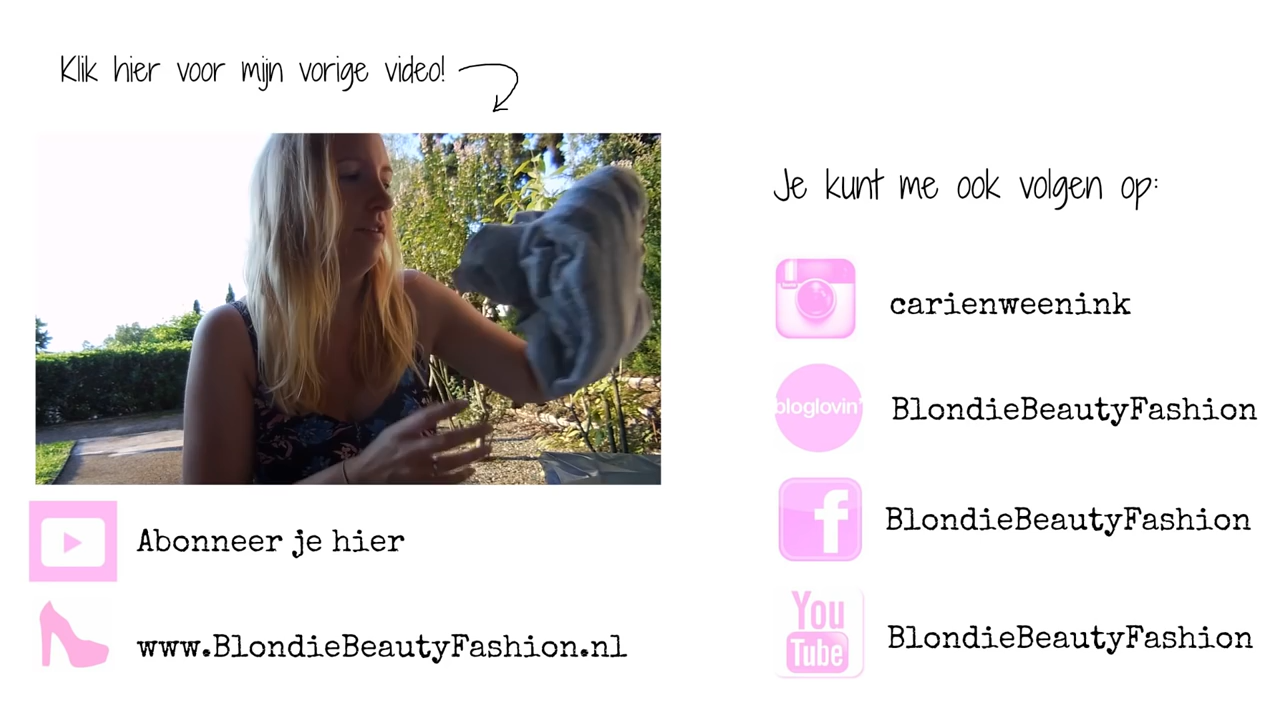 Klik hier voor mijn vorige video!
Abonneer je hier
www.BlondieBeautyFashion.nl
Je kunt me ook volgen op:
carienweenink
bloglovin'
BlondieBeautyFashion
f
BlondieBeautyFashion
You
Tube
BlondieBeautyFashion